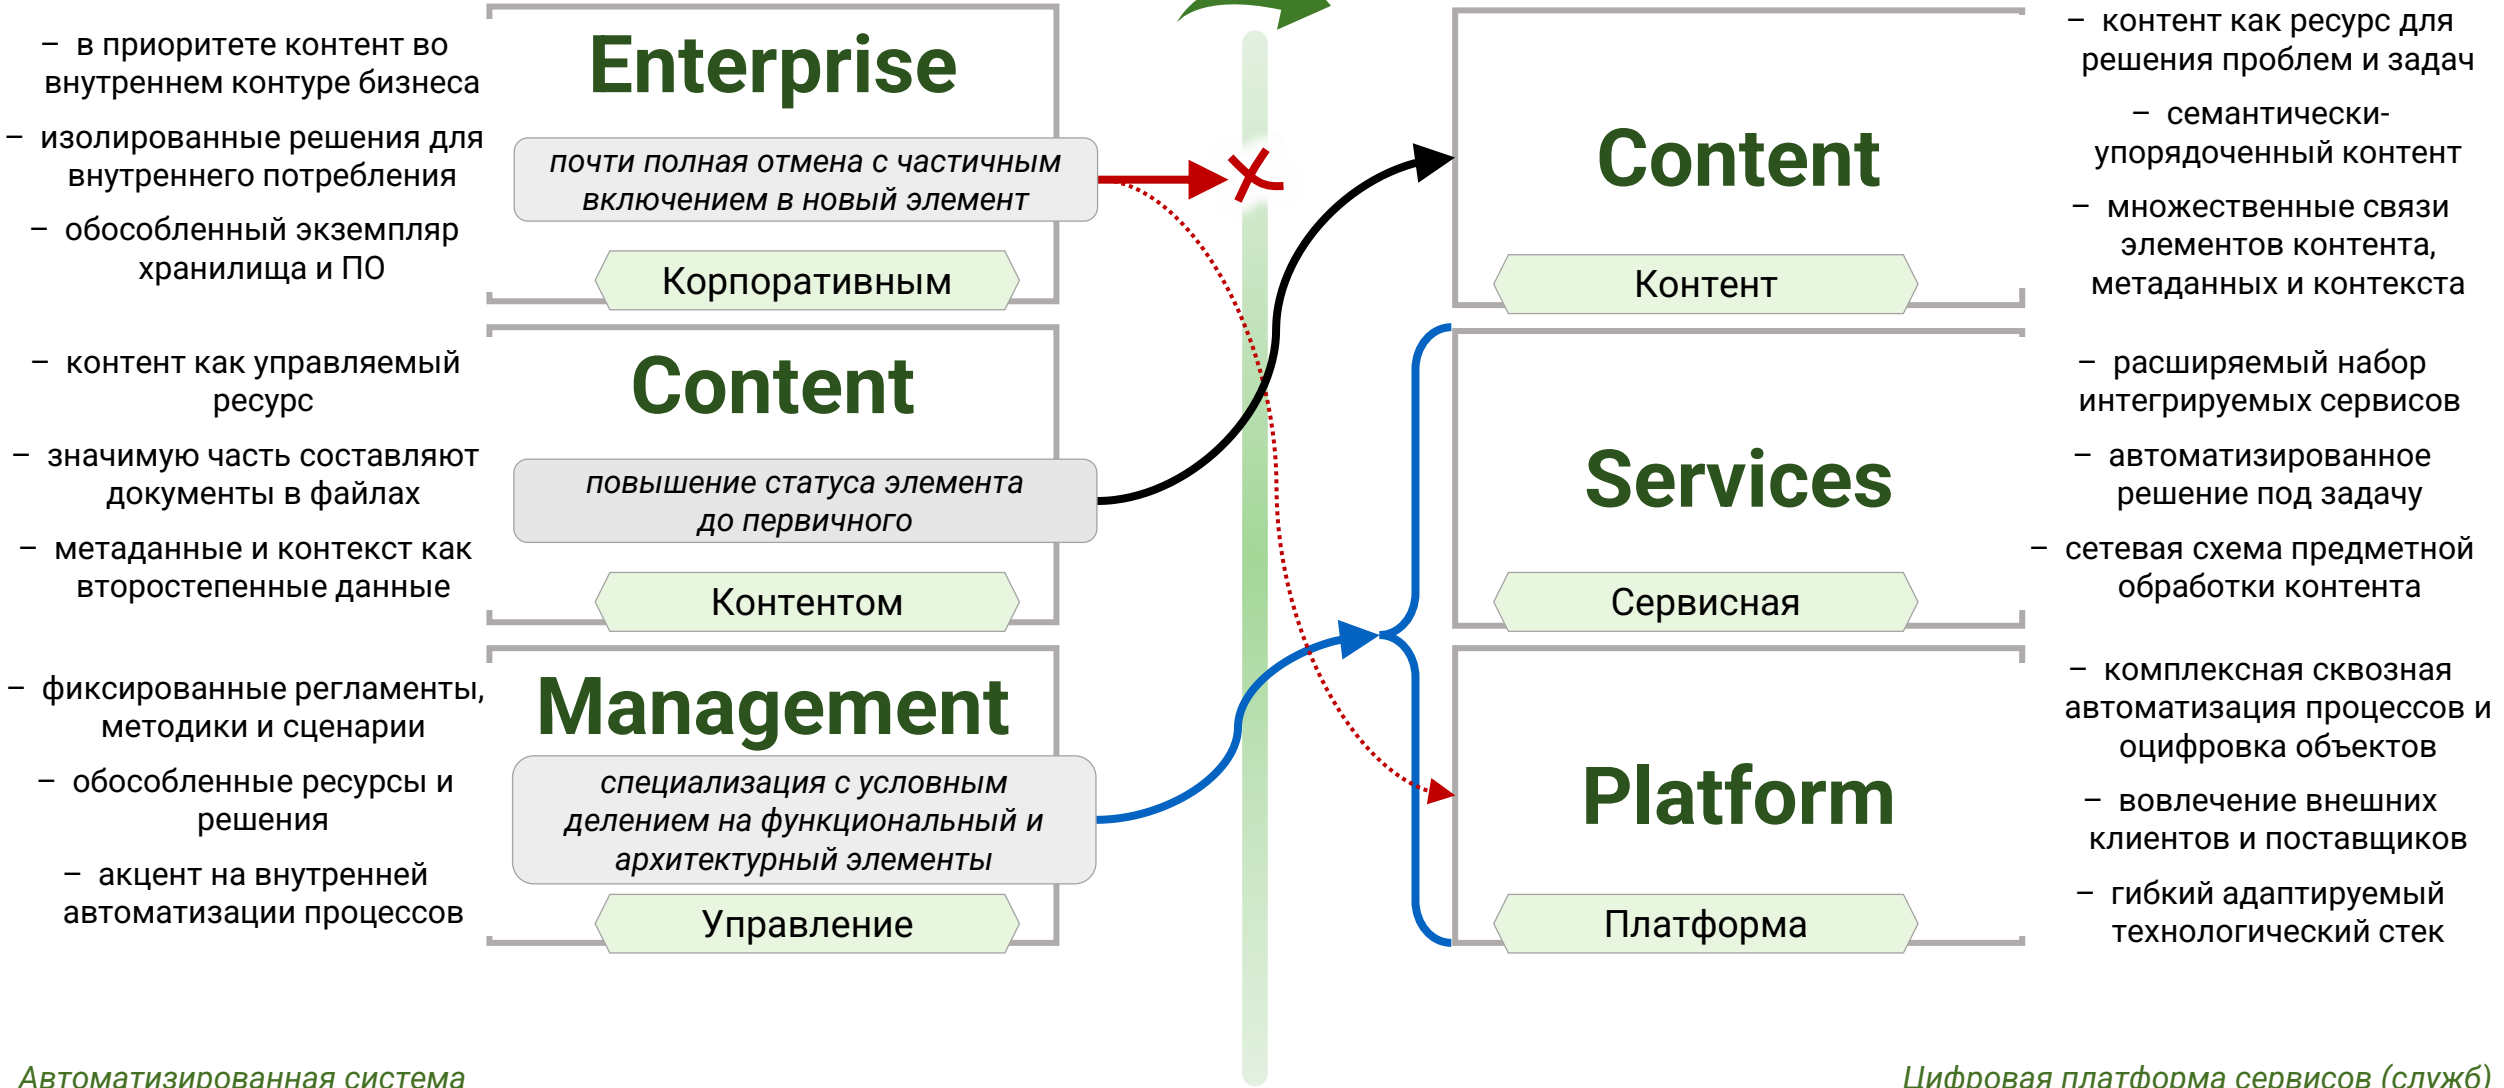 – в приоритете контент во
внутреннем контуре бизнеса
– изолированные решения для
внутреннего потребления
– обособленный экземпляр
хранилища и ПО
Enterprise
почти полная отмена с частичным
включением в новый элемент
Корпоративным
– контент как управляемый
ресурс
– значимую часть составляют
документы в файлах
– метаданные и контекст как
второстепенные данные
Content
повышение статуса элемента
до первичного
Контентом
– фиксированные регламенты,
методики и сценарии
– обособленные ресурсы и
решения
– акцент на внутренней
автоматизации процессов
Management
специализация с условным
делением на функциональный и
архитектурный элементы
Управление
Content
Контент
– контент как ресурс для
решения проблем и задач
– семантически-
упорядоченный контент
– множественные связи
элементов контента,
метаданных и контекста
Services
Сервисная
– расширяемый набор
интегрируемых сервисов
– автоматизированное
решение под задачу
– сетевая схема предметной
обработки контента
Platform
Платформа
– комплексная сквозная
автоматизация процессов и
оцифровка объектов
– вовлечение внешних
клиентов и поставщиков
– гибкий адаптируемый
технологический стек
Автоматизированная система
Цифровая платформа сервисов (служб)